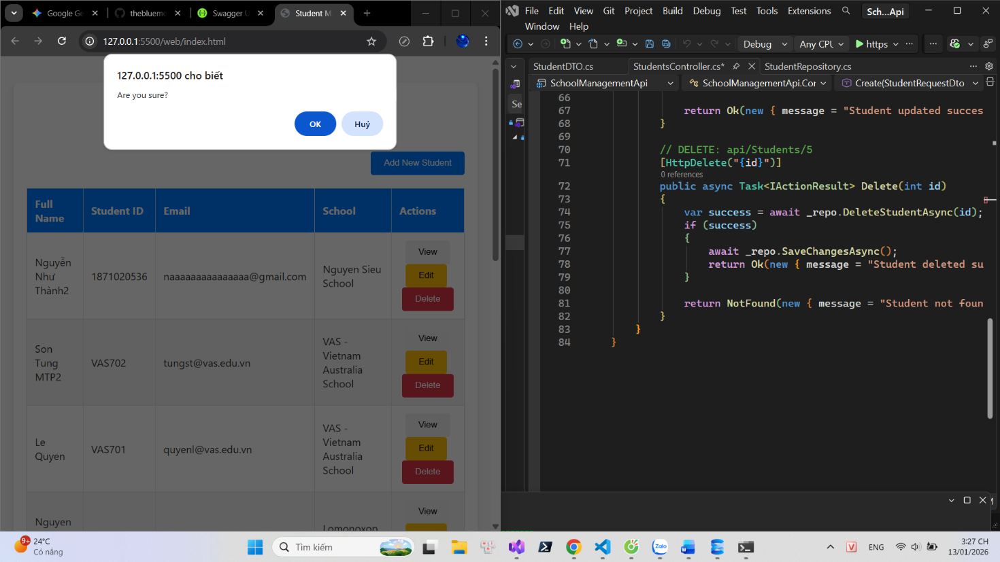 Google Ge
thebluem
Swagger U
Student M
127.0.0.1:5500/web/index.html
127.0.0.1:5500 cho biết
Are you sure?
OK
Huỷ
Add New Student
Full Name
Student ID
Email
School
Actions
Nguyễn Như Thành2
1871020536
naaaaaaaaaaaaaaa@gmail.com
Nguyen Sieu School
View
Edit
Delete
Son Tung MTP2
VAS702
tungst@vas.edu.vn
VAS - Vietnam Australia School
View
Edit
Delete
Le Quyen
VAS701
quyenl@vas.edu.vn
VAS - Vietnam Australia School
View
Edit
Delete
Nguyen
Lomonoxop
View
File Edit View Git Project Build Debug Test Tools Extensions
Sch...Api
Window Help
Debug
Any CPU
https
StudentDTO.cs
StudentsController.cs*
StudentRepository.cs
SchoolManagementApi
SchoolManagementApi.Cor
Create(StudentRequestDto
Se
66
67 return Ok(new { message = "Student updated succes
68 }
69
70 // DELETE: api/Students/5
71 [HttpDelete("{id}")]
0 references
72 public async Task<IActionResult> Delete(int id)
73 {
74 var success = await _repo.DeleteStudentAsync(id);
75 if (success)
76 {
77 await _repo.SaveChangesAsync();
78 return Ok(new { message = "Student deleted su
79 }
80
81 return NotFound(new { message = "Student not foun
82 }
83 }
84 }
9+
24°C
Có nắng
Tìm kiếm
Zalo
ENG
3:27 CH
13/01/2026